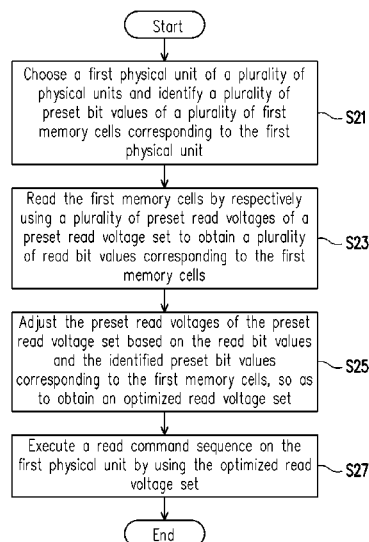 Start
Choose a first physical unit of a plurality of
physical units and identify a plurality of
preset bit values of a plurality of first
memory cells corresponding to the first
physical unit
S21
Read the first memory cells by respectively
using a plurality of preset read voltages of a
preset read voltage set to obtain a plurality
of read bit values corresponding to the first
memory cells
S23
Adjust the preset read voltages of the preset
read voltage set based on the read bit values
and the identified preset bit values
corresponding to the first memory cells, so as
to obtain an optimized read voltage set
S25
Execute a read command sequence on the
first physical unit by using the optimized read
voltage set
S27
End